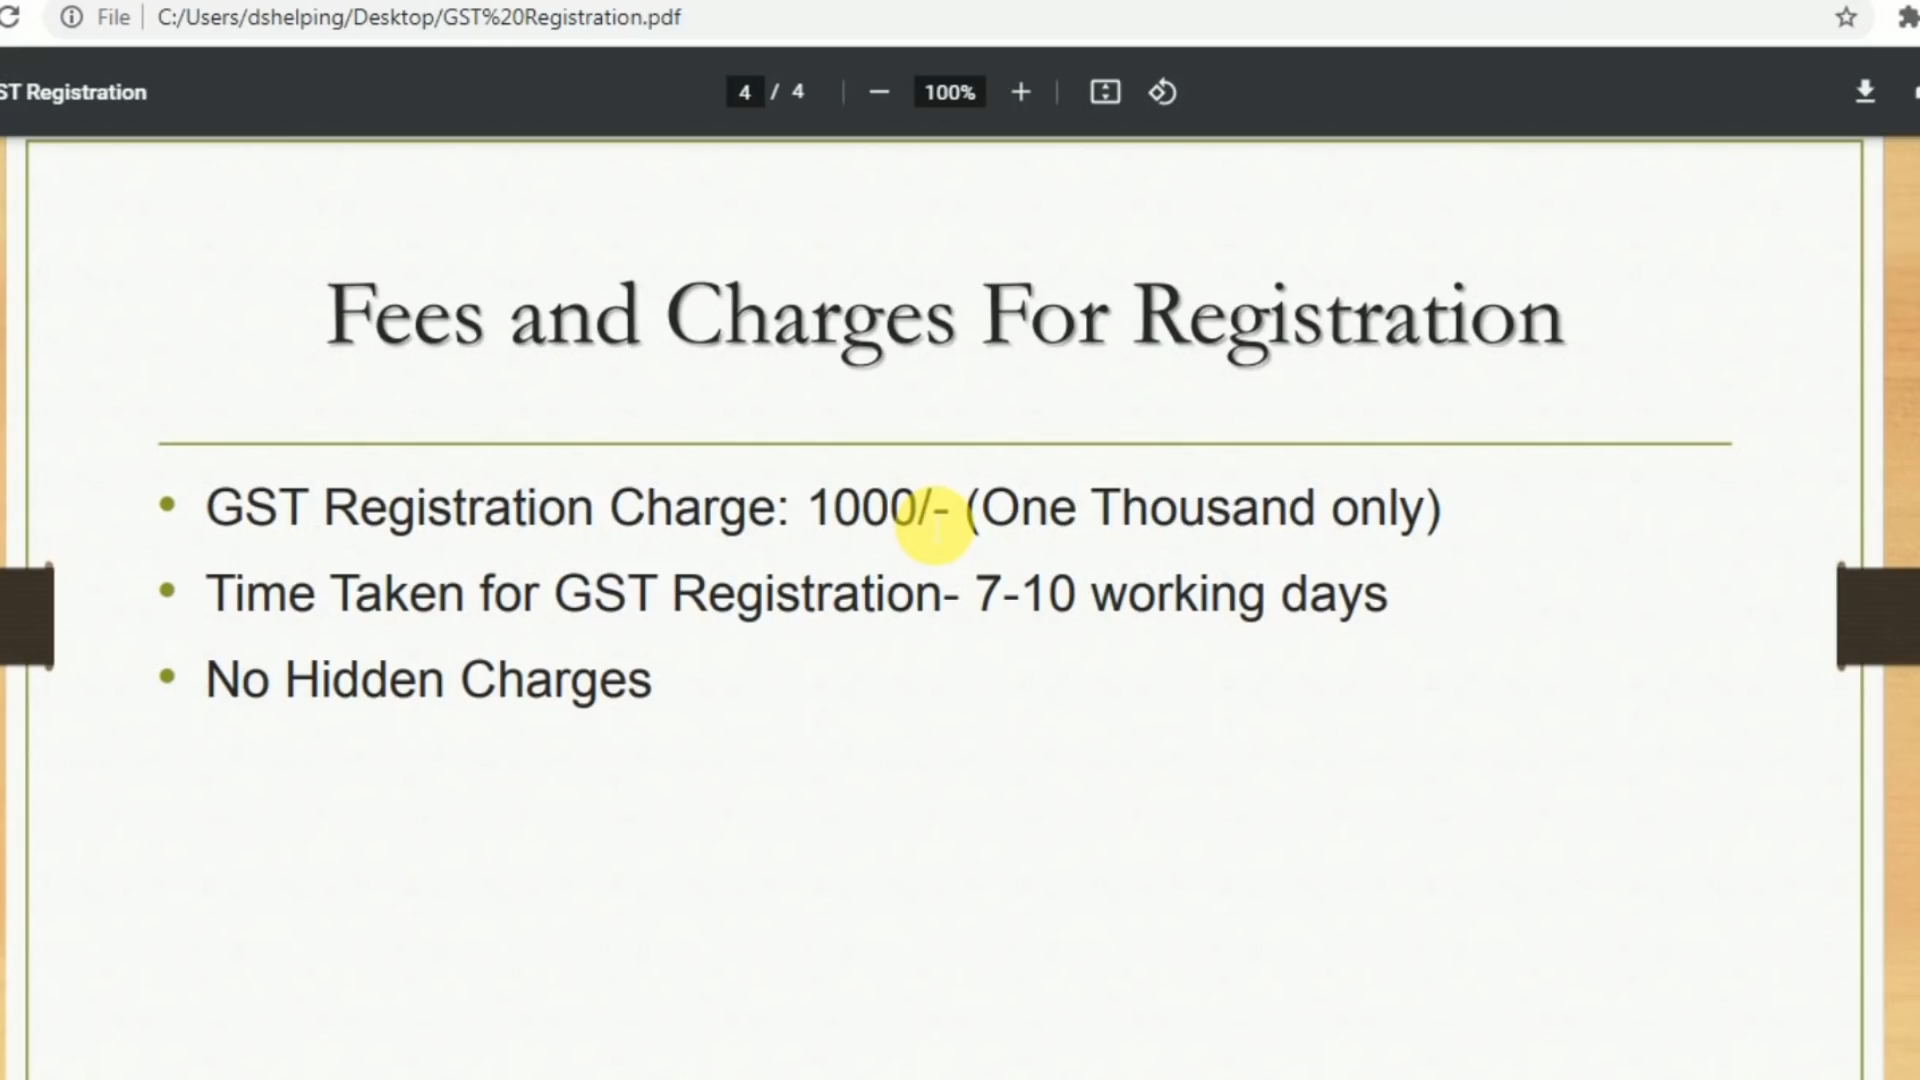 File | C:/Users/dshelping/Desktop/GST%20Registration.pdf
ST Registration
4 / 4
100%
Fees and Charges For Registration
• GST Registration Charge: 1000/- (One Thousand only)
• Time Taken for GST Registration- 7-10 working days
• No Hidden Charges